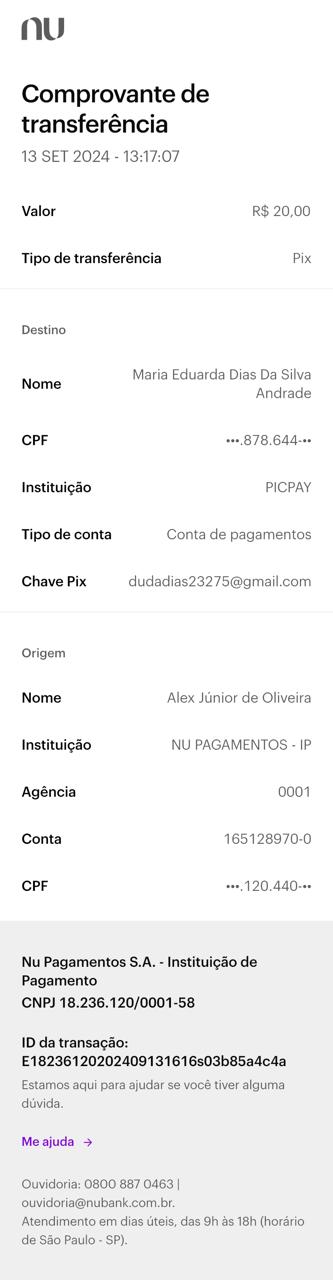 nu
Comprovante de
transferência
13 SET 2024 - 13:17:07
Valor R$ 20,00
Tipo de transferência Pix
Destino
Nome Maria Eduarda Dias Da Silva
Andrade
CPF •••.878.644-••
Instituição PICPAY
Tipo de conta Conta de pagamentos
Chave Pix dudadias23275@gmail.com
Origem
Nome Alex Júnior de Oliveira
Instituição NU PAGAMENTOS - IP
Agência 0001
Conta 165128970-0
CPF •••.120.440-••
Nu Pagamentos S.A. - Instituição de
Pagamento
CNPJ 18.236.120/0001-58
ID da transação:
E18236120202409131616s03b85a4c4a
Estamos aqui para ajudar se você tiver alguma
dúvida.
Me ajuda →
Ouvidoria: 0800 887 0463 |
ouvidoria@nubank.com.br.
Atendimento em dias úteis, das 9h às 18h (horário
de São Paulo - SP).